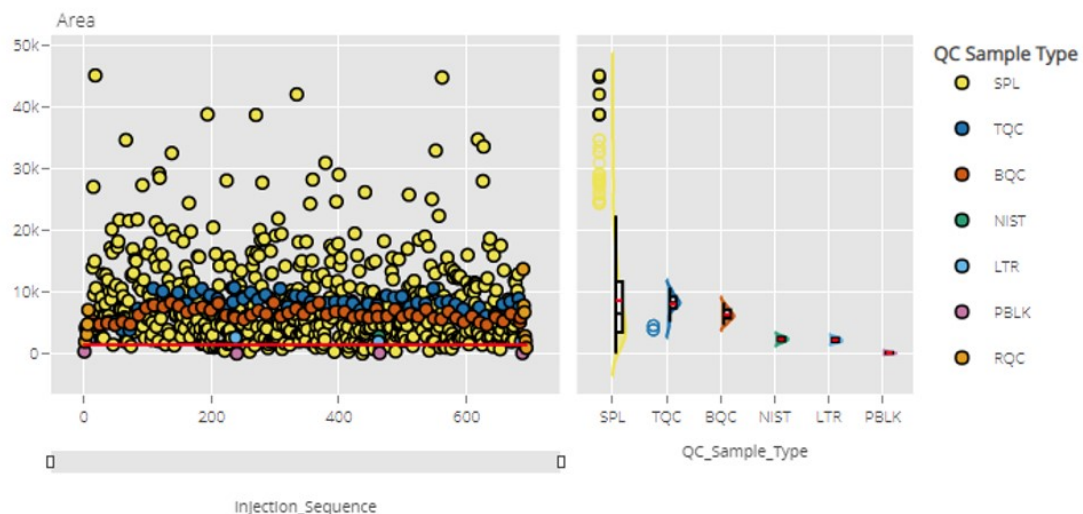 Area
50k
40k
30k
20k
10k
0
0
200
400
600
Injection_Sequence
SPL
TQC
BQC
NIST
LTR
PBLK
QC_Sample_Type
QC Sample Type
SPL
TQC
BQC
NIST
LTR
PBLK
RQC